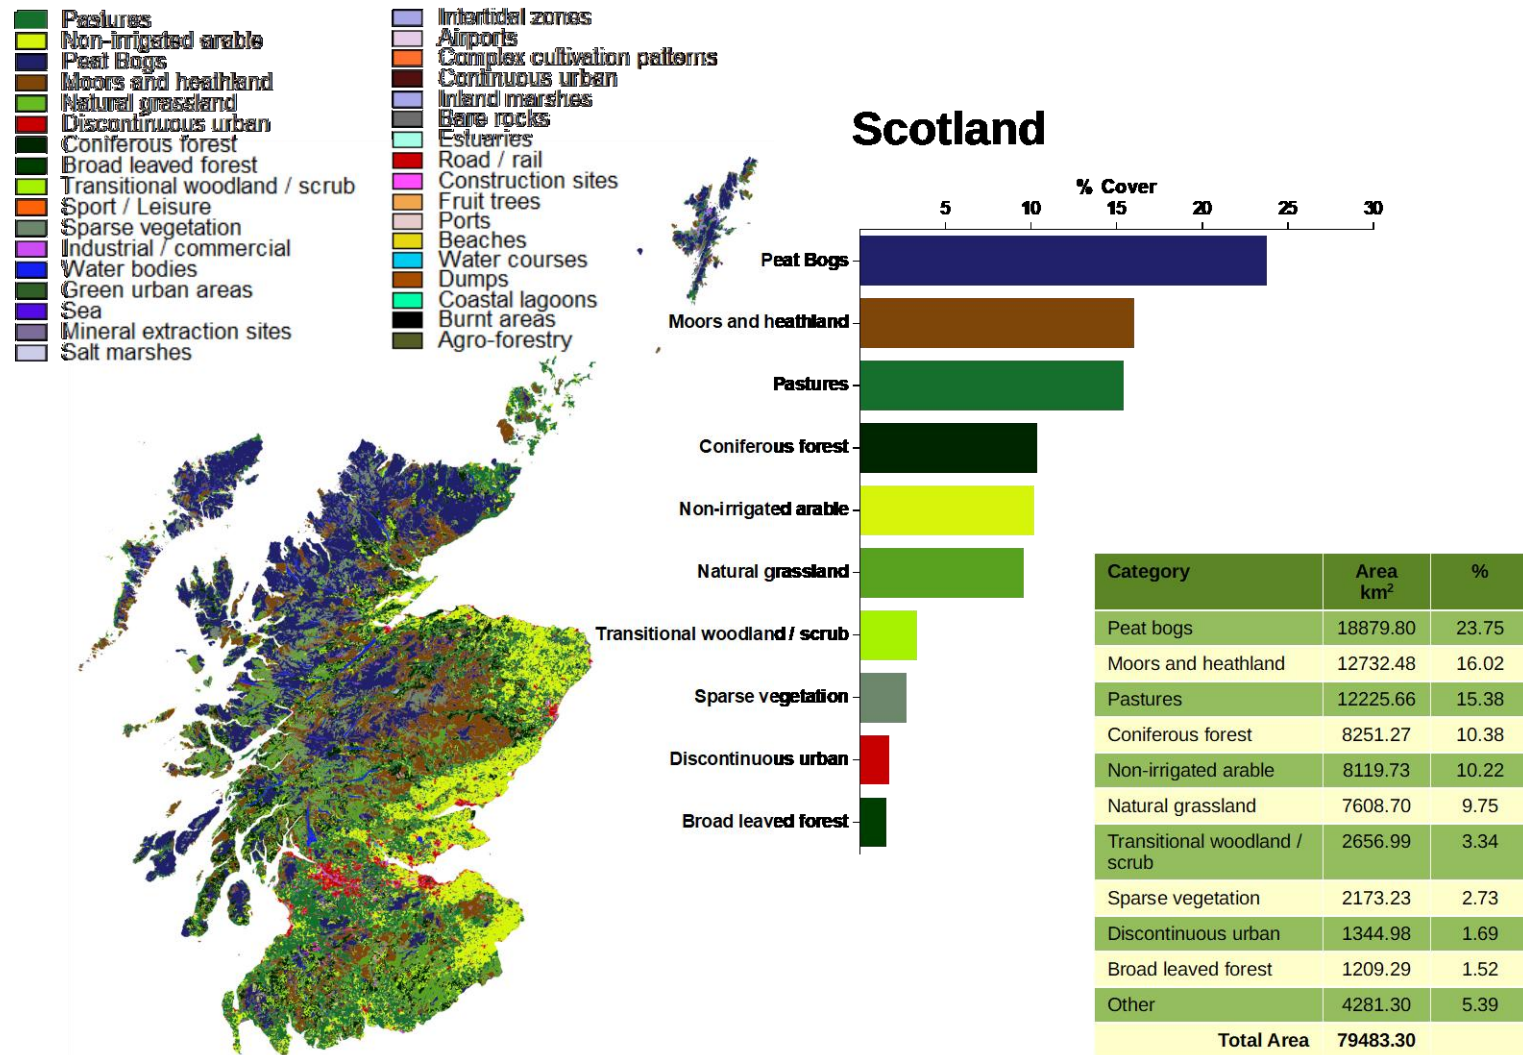 Pastures
Non-irrigated arable
Peat Bogs
Moors and heathland
Natural grassland
Discontinuous urban
Coniferous forest
Broad leaved forest
Transitional woodland / scrub
Sport / Leisure
Sparse vegetation
Industrial / commercial
Water bodies
Green urban areas
Sea
Mineral extraction sites
Salt marshes
Intertidal zones
Airports
Complex cultivation patterns
Continuous urban
Inland marshes
Bare rocks
Estuaries
Road / rail
Construction sites
Fruit trees
Ports
Beaches
Water courses
Dumps
Coastal lagoons
Burnt areas
Agro-forestry
Scotland
% Cover
5 10 15 20 25 30
Peat Bogs
Moors and heathland
Pastures
Coniferous forest
Non-irrigated arable
Natural grassland
Transitional woodland / scrub
Sparse vegetation
Discontinuous urban
Broad leaved forest
Category Area km² %
Peat bogs 18879.80 23.75
Moors and heathland 12732.48 16.02
Pastures 12225.66 15.38
Coniferous forest 8251.27 10.38
Non-irrigated arable 8119.73 10.22
Natural grassland 7608.70 9.75
Transitional woodland / scrub 2656.99 3.34
Sparse vegetation 2173.23 2.73
Discontinuous urban 1344.98 1.69
Broad leaved forest 1209.29 1.52
Other 4281.30 5.39
Total Area 79483.30